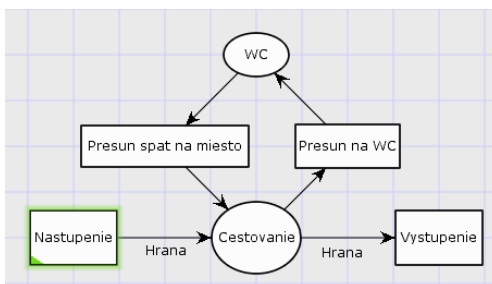 WC
Presun spat na miesto
Presun na WC
Nastupenie
Hrana
Cestovanie
Hrana
Vystupenie